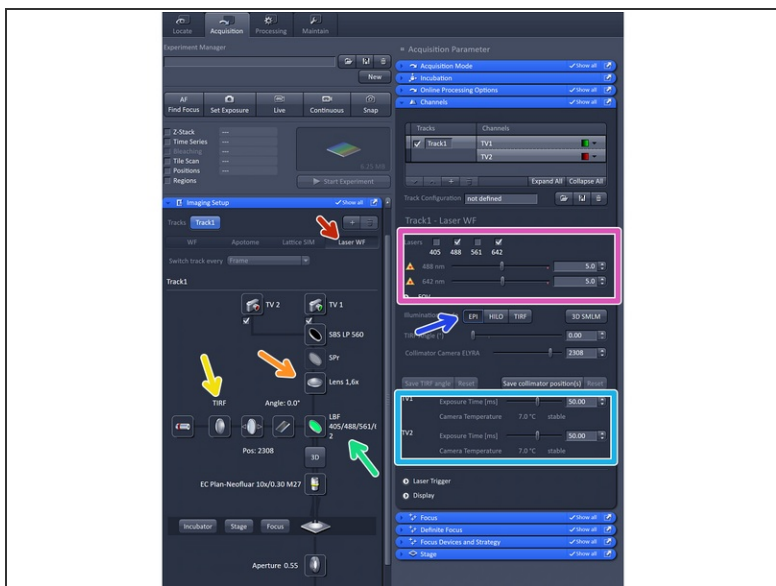 Locate Acquisition Processing Maintain
Experiment Manager
New
AF
Find Focus Set Exposure Live Continuous Snap
Z-Stack ---
Time Series ---
Bleaching ---
Tile Scan ---
Positions ---
Regions ---
Start Experiment
Imaging Setup Show all
Tracks Track1
WF Apotome Lattice SIM Laser WF
Switch track every Frame
Track1
TV 2 TV 1
SBS LP 560
SPr
Lens 1,6x
TIRF Angle: 0.0°
LBF
405/488/561/6
2
Pos: 2308
3D
EC Plan-Neofluar 10x/0.30 M27
Incubator Stage Focus
Aperture 0.55
Acquisition Parameter
Acquisition Mode Show all
Incubation
Online Processing Options Show all
Channels Show all
Tracks Channels
Track1 TV1
TV2
Expand All Collapse All
Track Configuration not defined
Track1 - Laser WF
Lasers
405 488 561 642
488 nm 5.0
642 nm 5.0
EPI HILO TIRF 3D SMLM
0.00
Collimator Camera ELYRA 2308
Save TIRF angle Reset Save collimator position(s) Reset
TV1 Exposure Time [ms] 50.00
Camera Temperature 7.0 °C stable
TV2 Exposure Time [ms] 50.00
Camera Temperature 7.0 °C stable
Laser Trigger
Display
Focus Show all
Definite Focus Show all
Focus Devices and Strategy Show all
Stage Show all